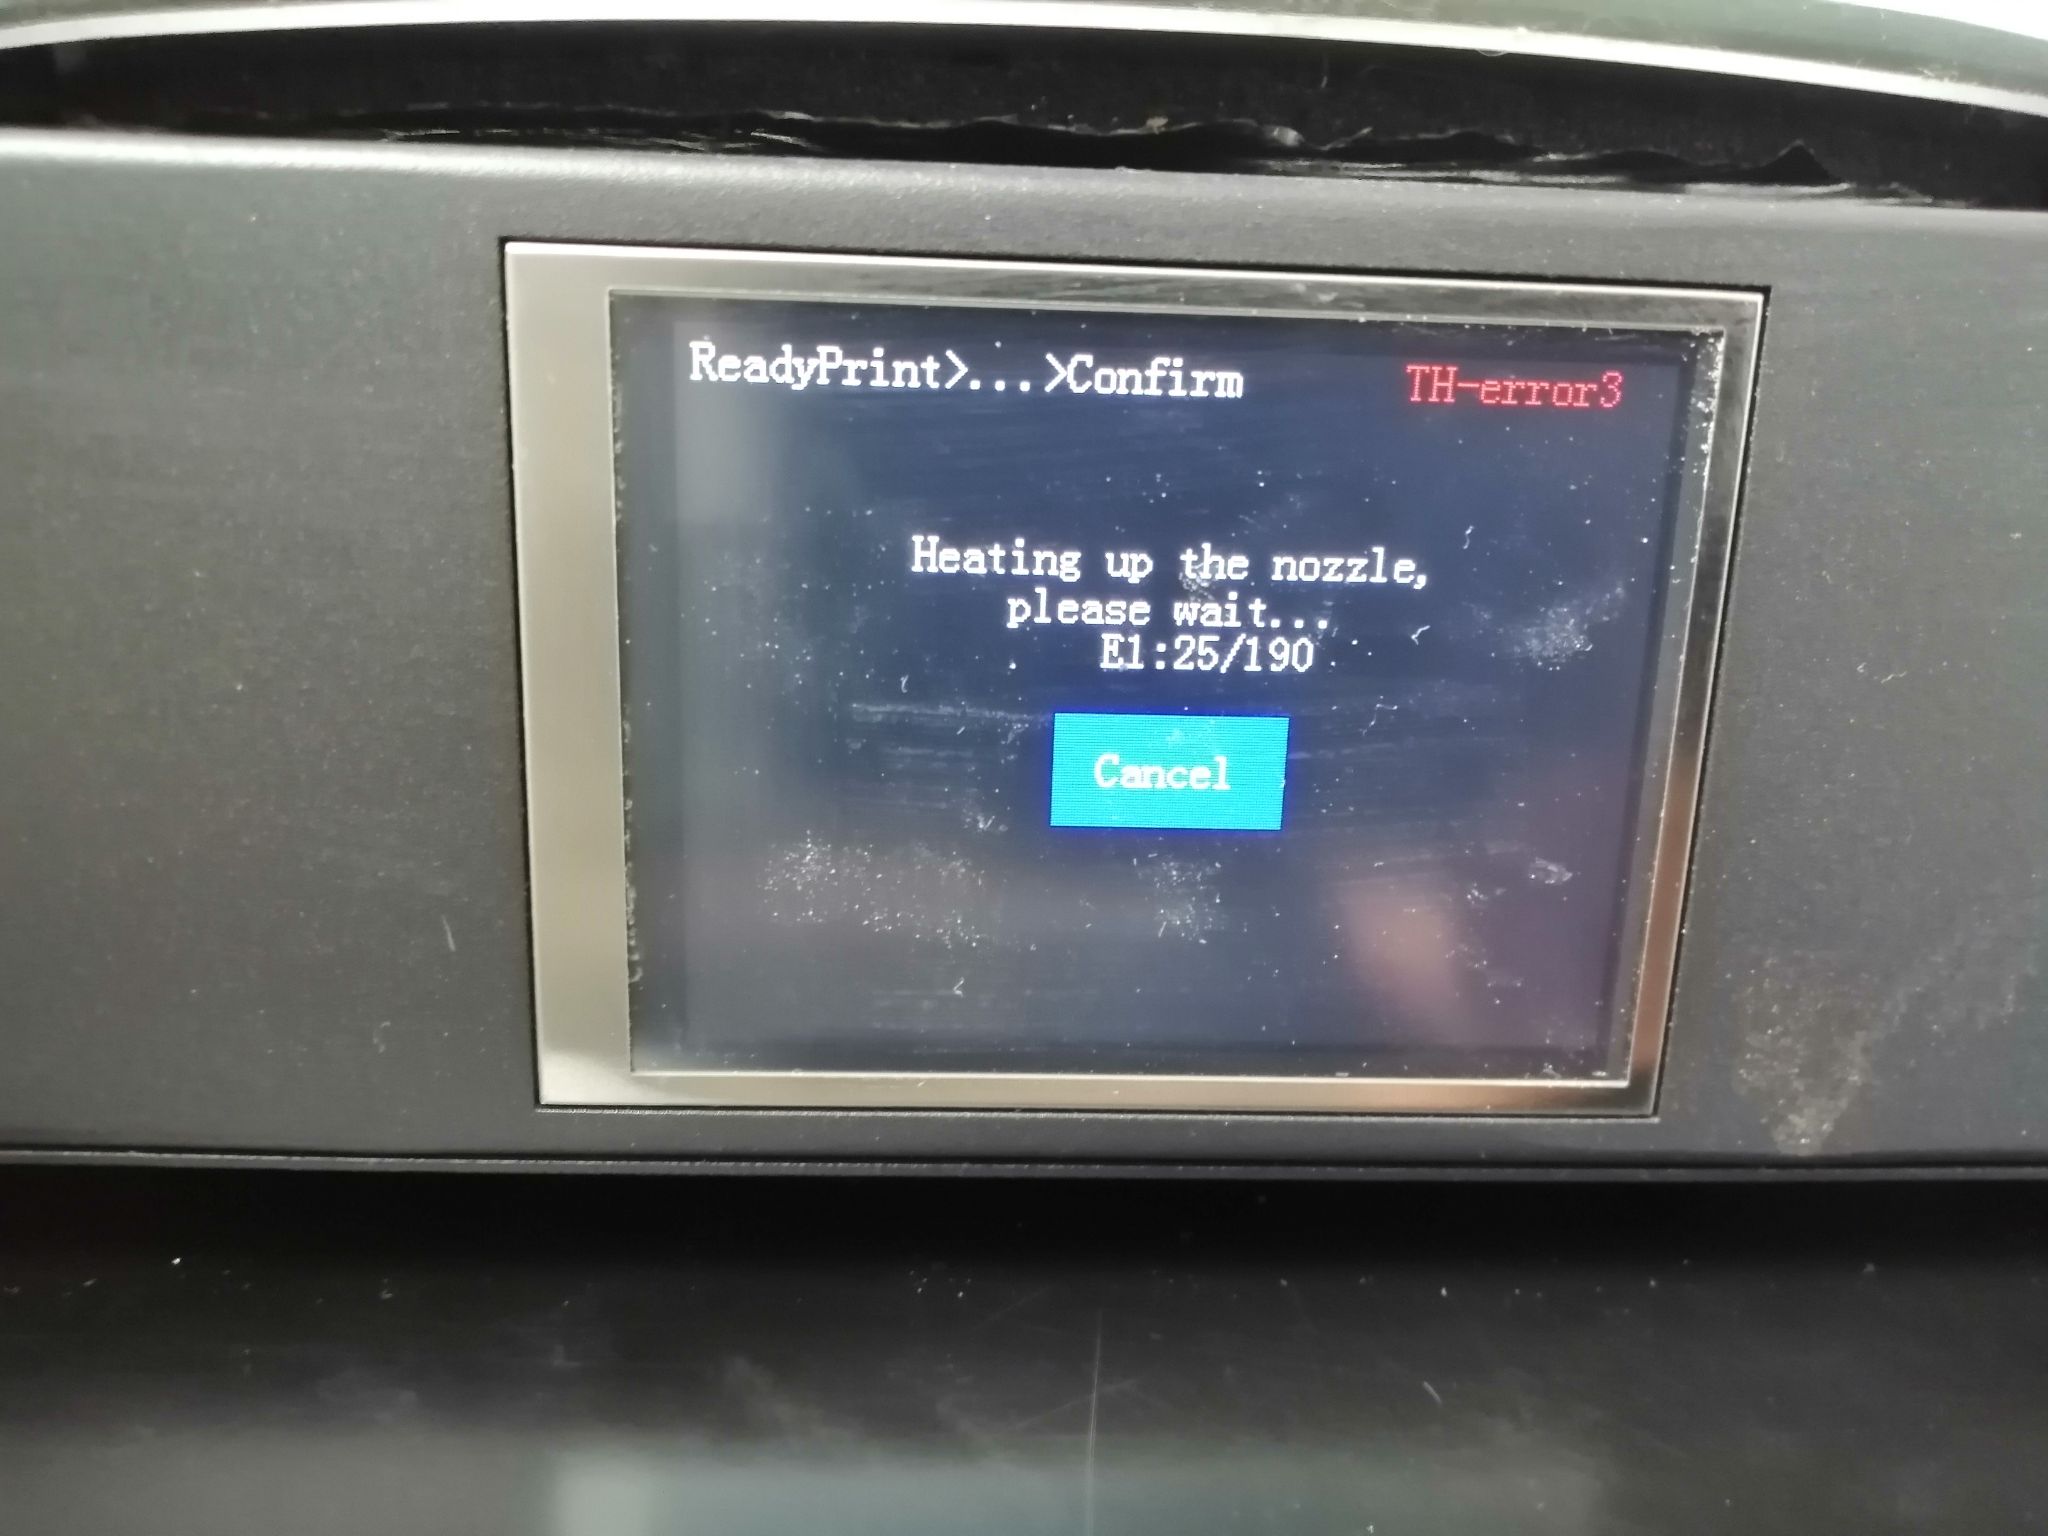 ReadyPrint>...>Confirm
TH-error3
Heating up the nozzle,
please wait...
E1:25/190
Cancel